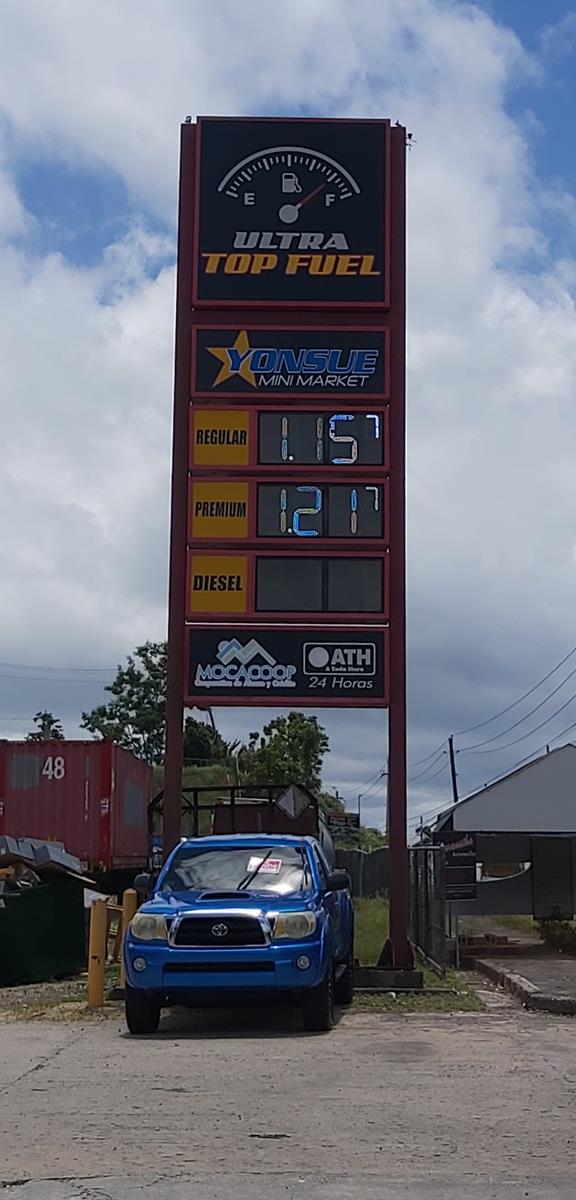 E F
ULTRA
TOP FUEL
YONSUE
MINI MARKET
REGULAR 1.157
PREMIUM 1.217
DIESEL
MOCACOOP
ATH
A Toda Hora
24 Horas
48